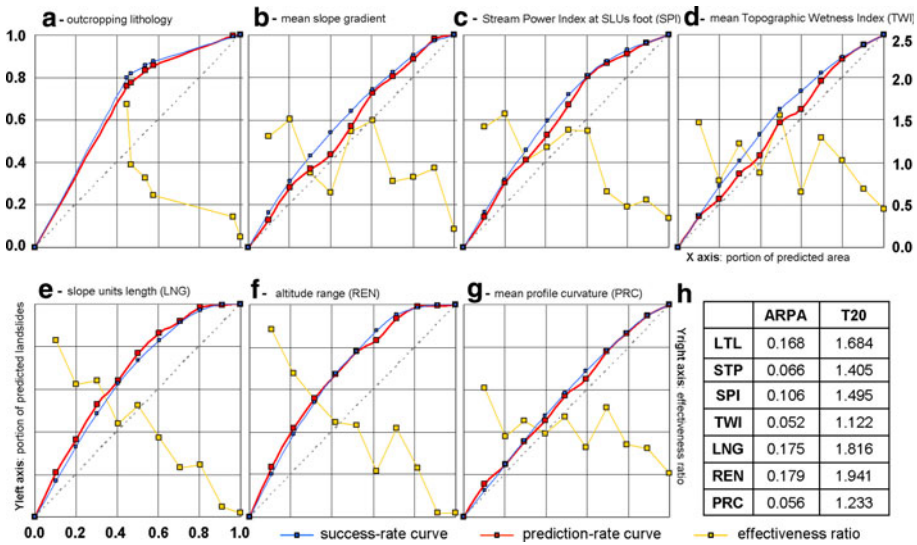 a - outcropping lithology
b - mean slope gradient
c - Stream Power Index at SLUs foot (SPI)
d - mean Topographic Wetness Index (TWI)
1.0
0.8
0.6
0.4
0.2
0.0
2.5
2.0
1.5
1.0
0.5
0.0
X axis: portion of predicted area
e - slope units length (LNG)
f - altitude range (REN)
g - mean profile curvature (PRC)
h
Yleft axis: portion of predicted landslides
Yright axis: effectiveness ratio
ARPA T20
LTL 0.168 1.684
STP 0.066 1.405
SPI 0.106 1.495
TWI 0.052 1.122
LNG 0.175 1.816
REN 0.179 1.941
PRC 0.056 1.233
0.0 0.2 0.4 0.6 0.8 1.0
success-rate curve prediction-rate curve effectiveness ratio